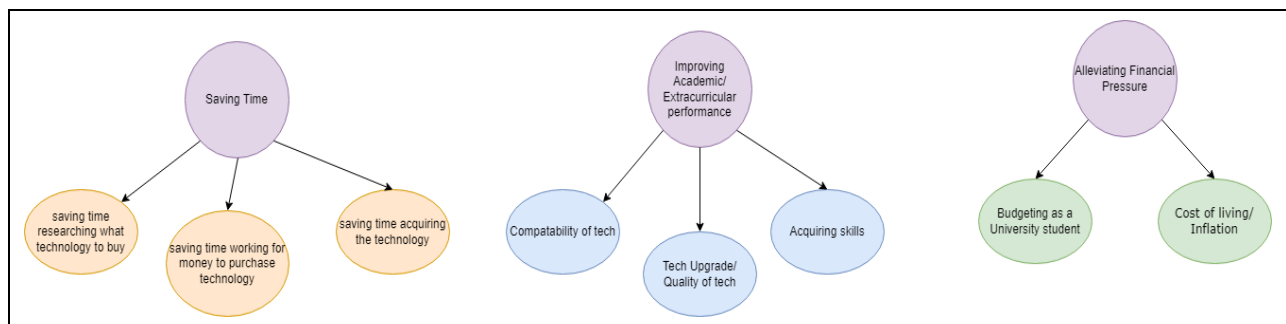 Saving Time
saving time
researching what
technology to buy
saving time working for
money to purchase
technology
saving time acquiring
the technology
Improving
Academic/
Extracurricular
performance
Compatability of tech
Tech Upgrade/
Quality of tech
Acquiring skills
Alleviating Financial
Pressure
Budgeting as a
University student
Cost of living/
Inflation